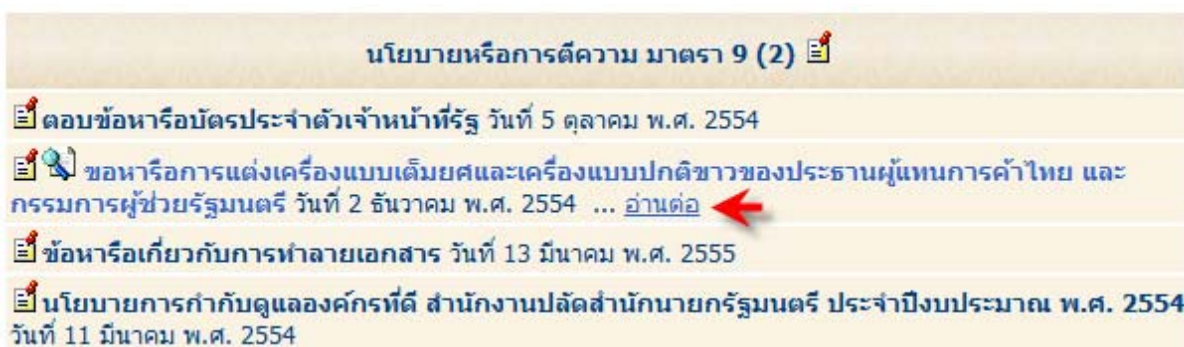 นโยบายหรือการตีความ มาตรา 9 (2)
ตอบข้อหารือบัตรประจำตัวเจ้าหน้าที่รัฐ วันที่ 5 ตุลาคม พ.ศ. 2554
ขอหารือการแต่งเครื่องแบบเต็มยศและเครื่องแบบปกติขาวของประธานผู้แทนการค้าไทย และ
กรรมการผู้ช่วยรัฐมนตรี วันที่ 2 ธันวาคม พ.ศ. 2554 ... อ่านต่อ
ข้อหารือเกี่ยวกับการทำลายเอกสาร วันที่ 13 มีนาคม พ.ศ. 2555
นโยบายการกำกับดูแลองค์กรที่ดี สำนักงานปลัดสำนักนายกรัฐมนตรี ประจำปีงบประมาณ พ.ศ. 2554
วันที่ 11 มีนาคม พ.ศ. 2554